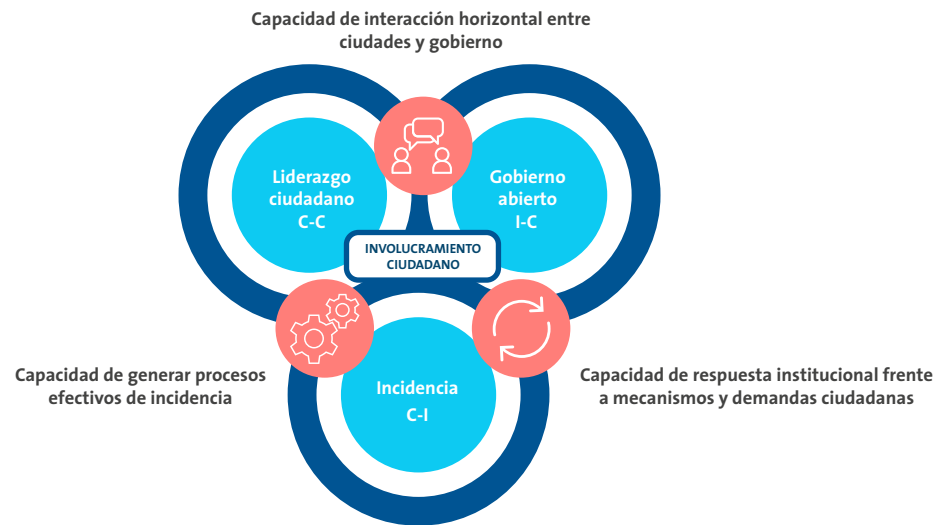 Capacidad de interacción horizontal entre
ciudades y gobierno
Liderazgo
ciudadano
C-C
Gobierno
abierto
I-C
INVOLUCRAMIENTO
CIUDADANO
Capacidad de generar procesos
efectivos de incidencia
Incidencia
C-I
Capacidad de respuesta institucional frente
a mecanismos y demandas ciudadanas